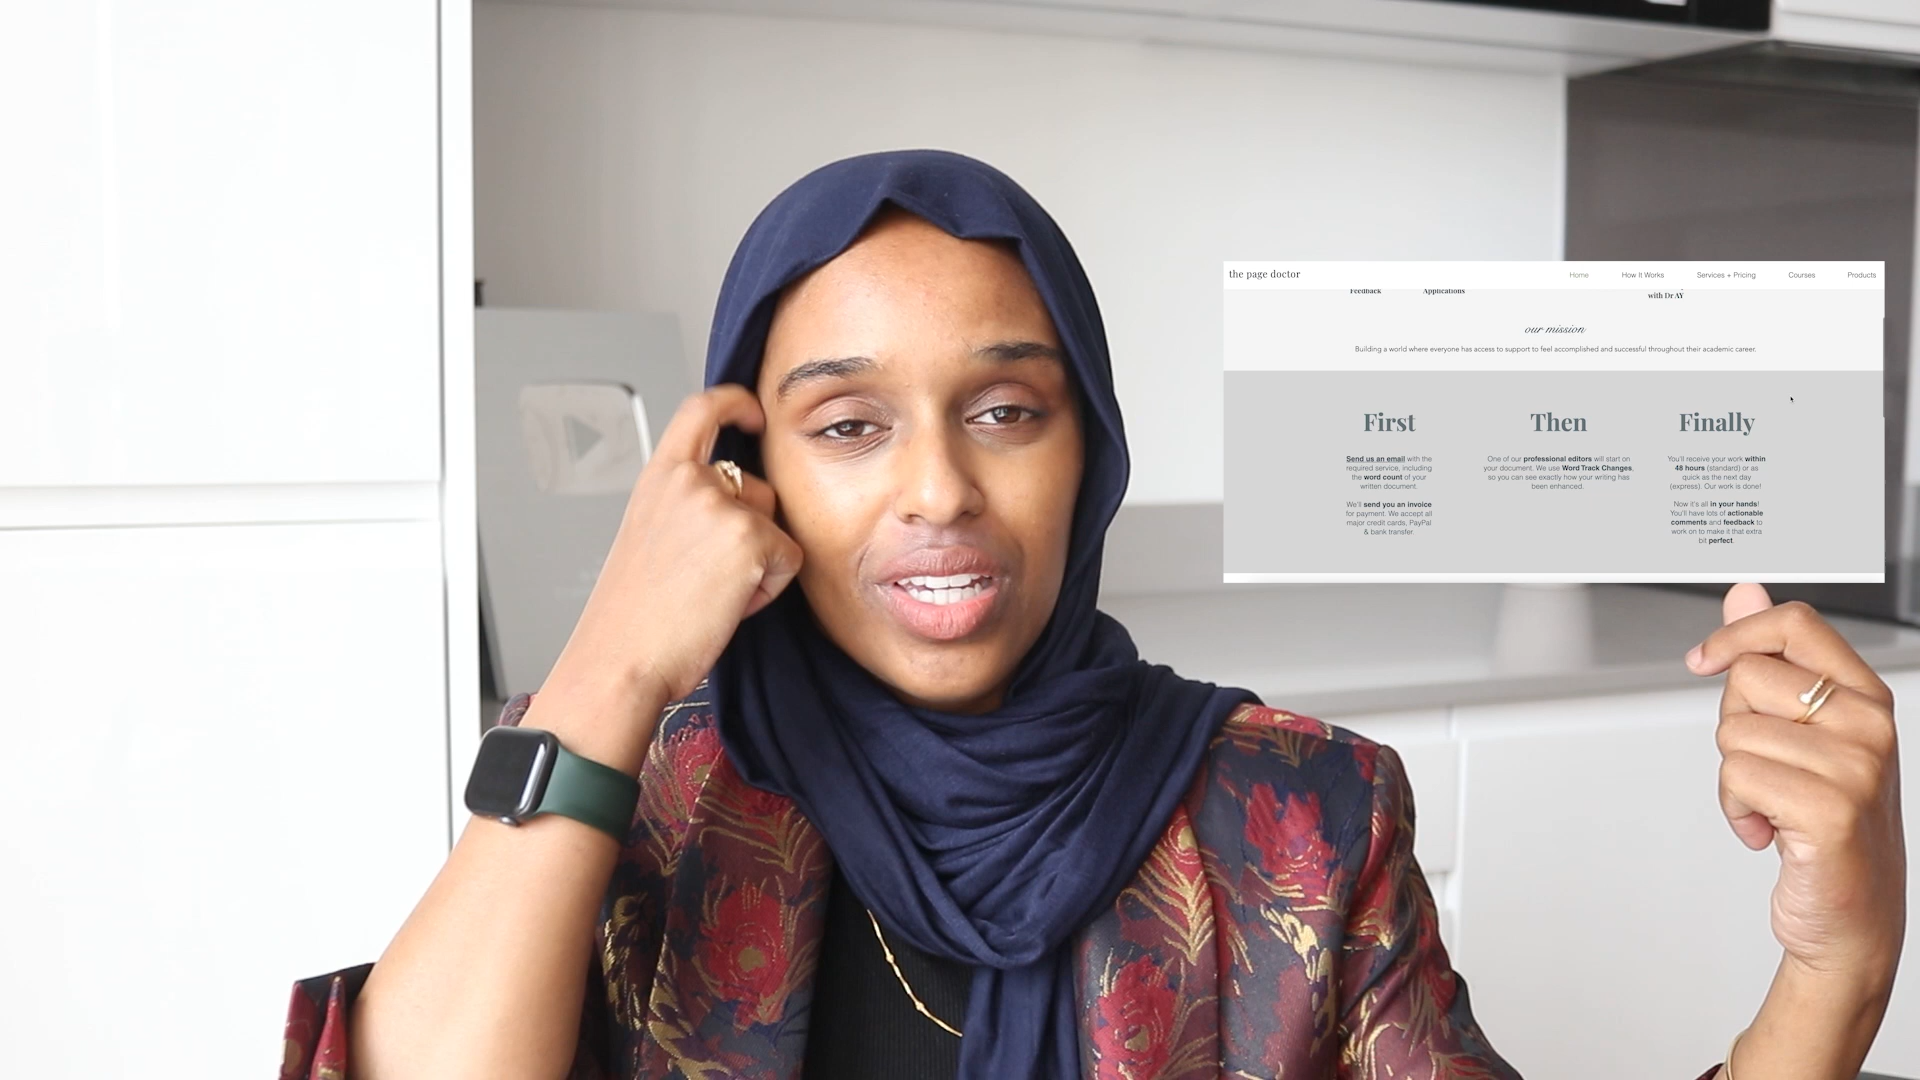 the page doctor
Home
How It Works
Services + Pricing
Courses
Products
Feedback
Applications
with Dr AY
our mission
Building a world where everyone has access to support to feel accomplished and successful throughout their academic career.
First
Send us an email with the
required service, including
the word count of your
written document.
We'll send you an invoice
for payment. We accept all
major credit cards, PayPal
& bank transfer.
Then
One of our professional editors will start on
your document. We use Word Track Changes,
so you can see exactly how your writing has
been enhanced.
Finally
You'll receive your work within
48 hours (standard) or as
quick as the next day
(express). Our work is done!
Now it's all in your hands!
You'll have lots of actionable
comments and feedback to
work on to make it that extra
bit perfect.